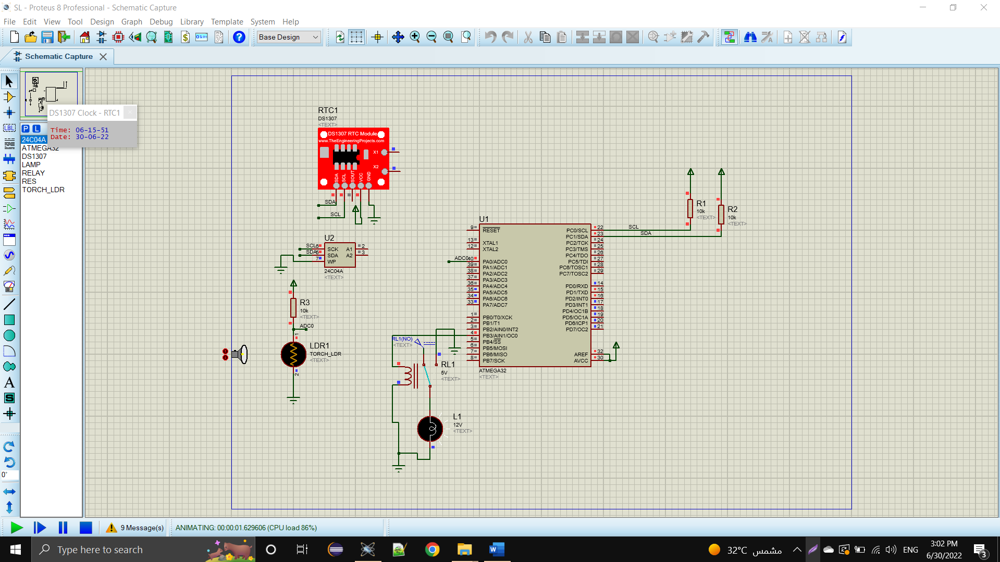 SL - Proteus 8 Professional - Schematic Capture
File Edit View Tool Design Graph Debug Library Template System Help
Base Design
Schematic Capture
DS1307 Clock - RTC1
Time: 06-15-51
Date: 30-06-22
P L
24C04A
ATMEGA32
DS1307
LAMP
RELAY
RES
TORCH_LDR
LBL
A
S
0°
RTC1
DS1307
<TEXT>
DS1307 RTC Module
www.TheEngineeringProjects.com
X1
X2
SDA SCL SOUT VCC GND
SDA
SCL
U2
SCL 6 SCK A1 2
SDA 5 SDA A2 3
7 WP
24C04A
<TEXT>
R3
10k
<TEXT>
ADC0
1
LDR1
TORCH_LDR
<TEXT>
2
RL1(NO)
<TEXT>
RL1
5V
<TEXT>
L1
12V
<TEXT>
U1
9 RESET PC0/SCL 22
PC1/SDA 23
13 XTAL1 PC2/TCK 24
12 XTAL2 PC3/TMS 25
PC4/TDO 26
ADC0 40 PA0/ADC0 PC5/TDI 27
39 PA1/ADC1 PC6/TOSC1 28
38 PA2/ADC2 PC7/TOSC2 29
37 PA3/ADC3
36 PA4/ADC4 PD0/RXD 14
35 PA5/ADC5 PD1/TXD 15
34 PA6/ADC6 PD2/INT0 16
33 PA7/ADC7 PD3/INT1 17
PD4/OC1B 18
1 PB0/T0/XCK PD5/OC1A 19
2 PB1/T1 PD6/ICP1 20
3 PB2/AIN0/INT2 PD7/OC2 21
4 PB3/AIN1/OC0
5 PB4/SS
6 PB5/MOSI
7 PB6/MISO AREF 32
8 PB7/SCK AVCC 30
ATMEGA32
<TEXT>
SCL
SDA
R1
10k
<TEXT>
R2
10k
<TEXT>
9 Message(s)
ANIMATING: 00:00:01.629606 (CPU load 86%)
Type here to search
32°C مشمس
ENG
3:02 PM
6/30/2022
3